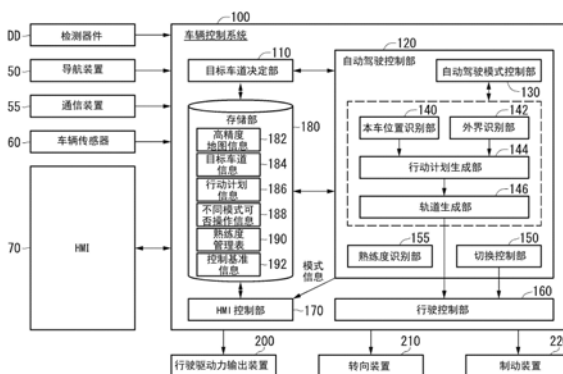 100
DD
检测器件
50
导航装置
55
通信装置
60
车辆传感器
70
HMI
车辆控制系统
110
目标车道决定部
120
自动驾驶控制部
自动驾驶模式控制部
130
140
本车位置识别部
142
外界识别部
144
行动计划生成部
146
轨道生成部
155
熟练度识别部
150
切换控制部
存储部
180
高精度
地图信息
182
目标车道
信息
184
行动计划
信息
186
不同模式可
否操作信息
188
熟练度
管理表
190
控制基准
信息
192
模式
信息
HMI 控制部
170
160
行驶控制部
200
行驶驱动力输出装置
210
转向装置
220
制动装置